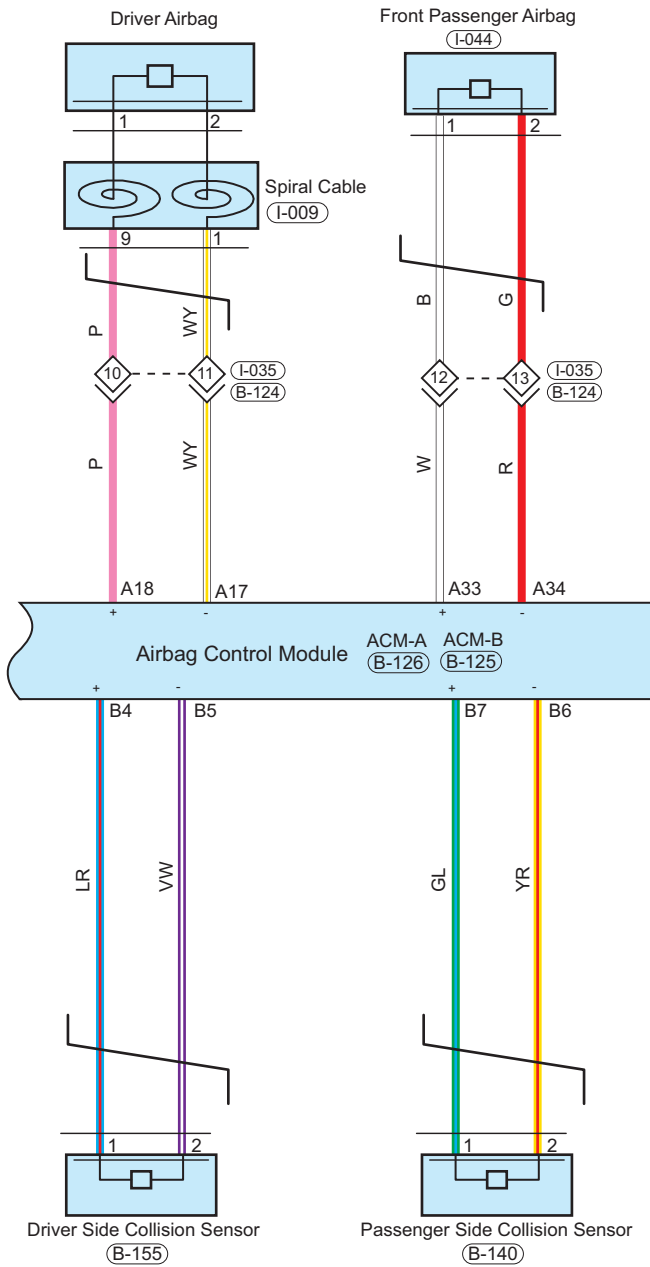 Driver Airbag
Front Passenger Airbag
I-044
1 2
1 2
Spiral Cable
I-009
9 1
P WY
B G
10 11 I-035
B-124
12 13 I-035
B-124
P WY
W R
A18 A17 A33 A34
+ - + -
Airbag Control Module ACM-A ACM-B
B-126 B-125
+ - + -
B4 B5 B7 B6
LR VW GL YR
1 2
1 2
Driver Side Collision Sensor
B-155
Passenger Side Collision Sensor
B-140